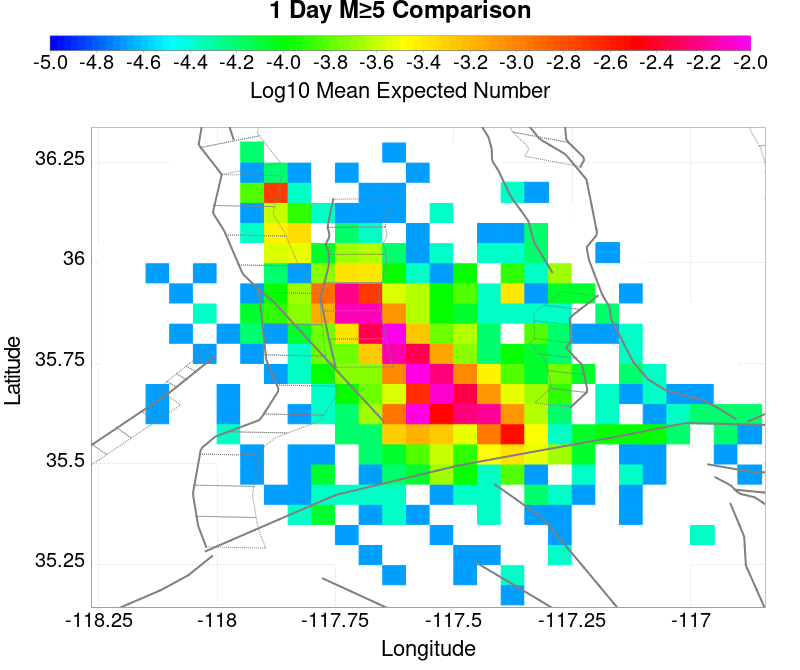 1 Day M≥5 Comparison
-5.0 -4.8 -4.6 -4.4 -4.2 -4.0 -3.8 -3.6 -3.4 -3.2 -3.0 -2.8 -2.6 -2.4 -2.2 -2.0
Log10 Mean Expected Number
36.25
36
35.75
35.5
35.25
Latitude
-118.25 -118 -117.75 -117.5 -117.25 -117
Longitude